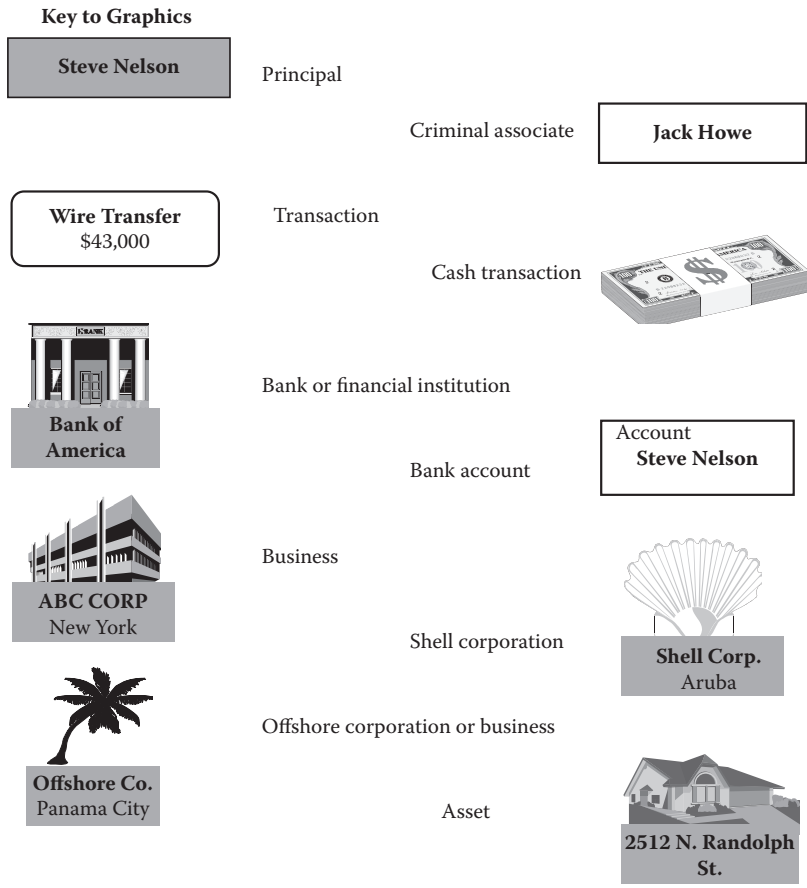 Key to Graphics
Steve Nelson
Principal
Criminal associate
Jack Howe
Wire Transfer
$43,000
Transaction
Cash transaction
$
100
BANK
Bank or financial institution
Bank of
America
Account
Steve Nelson
Bank account
Business
ABC CORP
New York
Shell corporation
Shell Corp.
Aruba
Offshore corporation or business
Offshore Co.
Panama City
Asset
2512 N. Randolph
St.